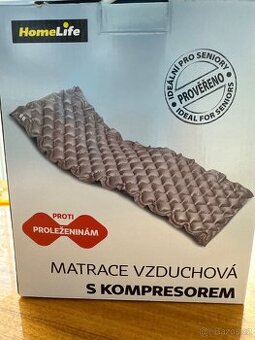 HomeLife
IDEÁLNÍ PRO SENIORY
PROVĚŘENO
IDEAL FOR SENIORS
PROTI
PROLEŽENINÁM
MATRACE VZDUCHOVÁ
S KOMPRESOREM